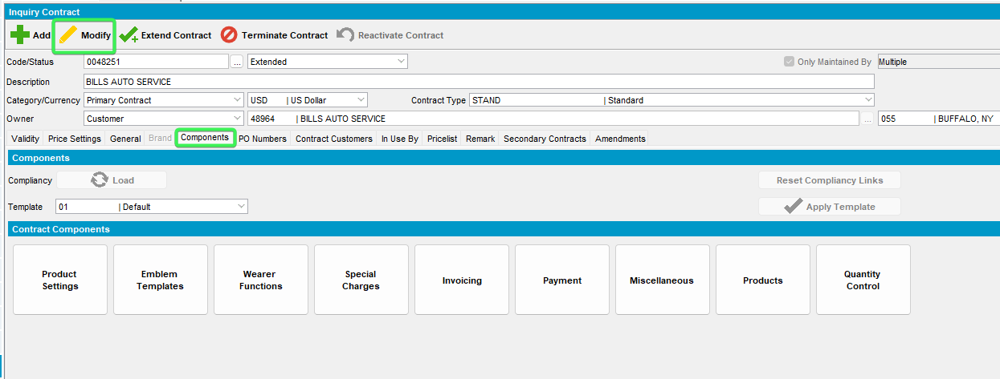 Inquiry Contract
Add Modify Extend Contract Terminate Contract Reactivate Contract
Code/Status 0048251 ... Extended Only Maintained By Multiple
Description BILLS AUTO SERVICE
Category/Currency Primary Contract USD | US Dollar Contract Type STAND | Standard
Owner Customer 48964 | BILLS AUTO SERVICE ... 055 | BUFFALO, NY
Validity Price Settings General Brand Components PO Numbers Contract Customers In Use By Pricelist Remark Secondary Contracts Amendments
Components
Compliancy Load Reset Compliancy Links
Template 01 | Default Apply Template
Contract Components
Product Settings
Emblem Templates
Wearer Functions
Special Charges
Invoicing
Payment
Miscellaneous
Products
Quantity Control